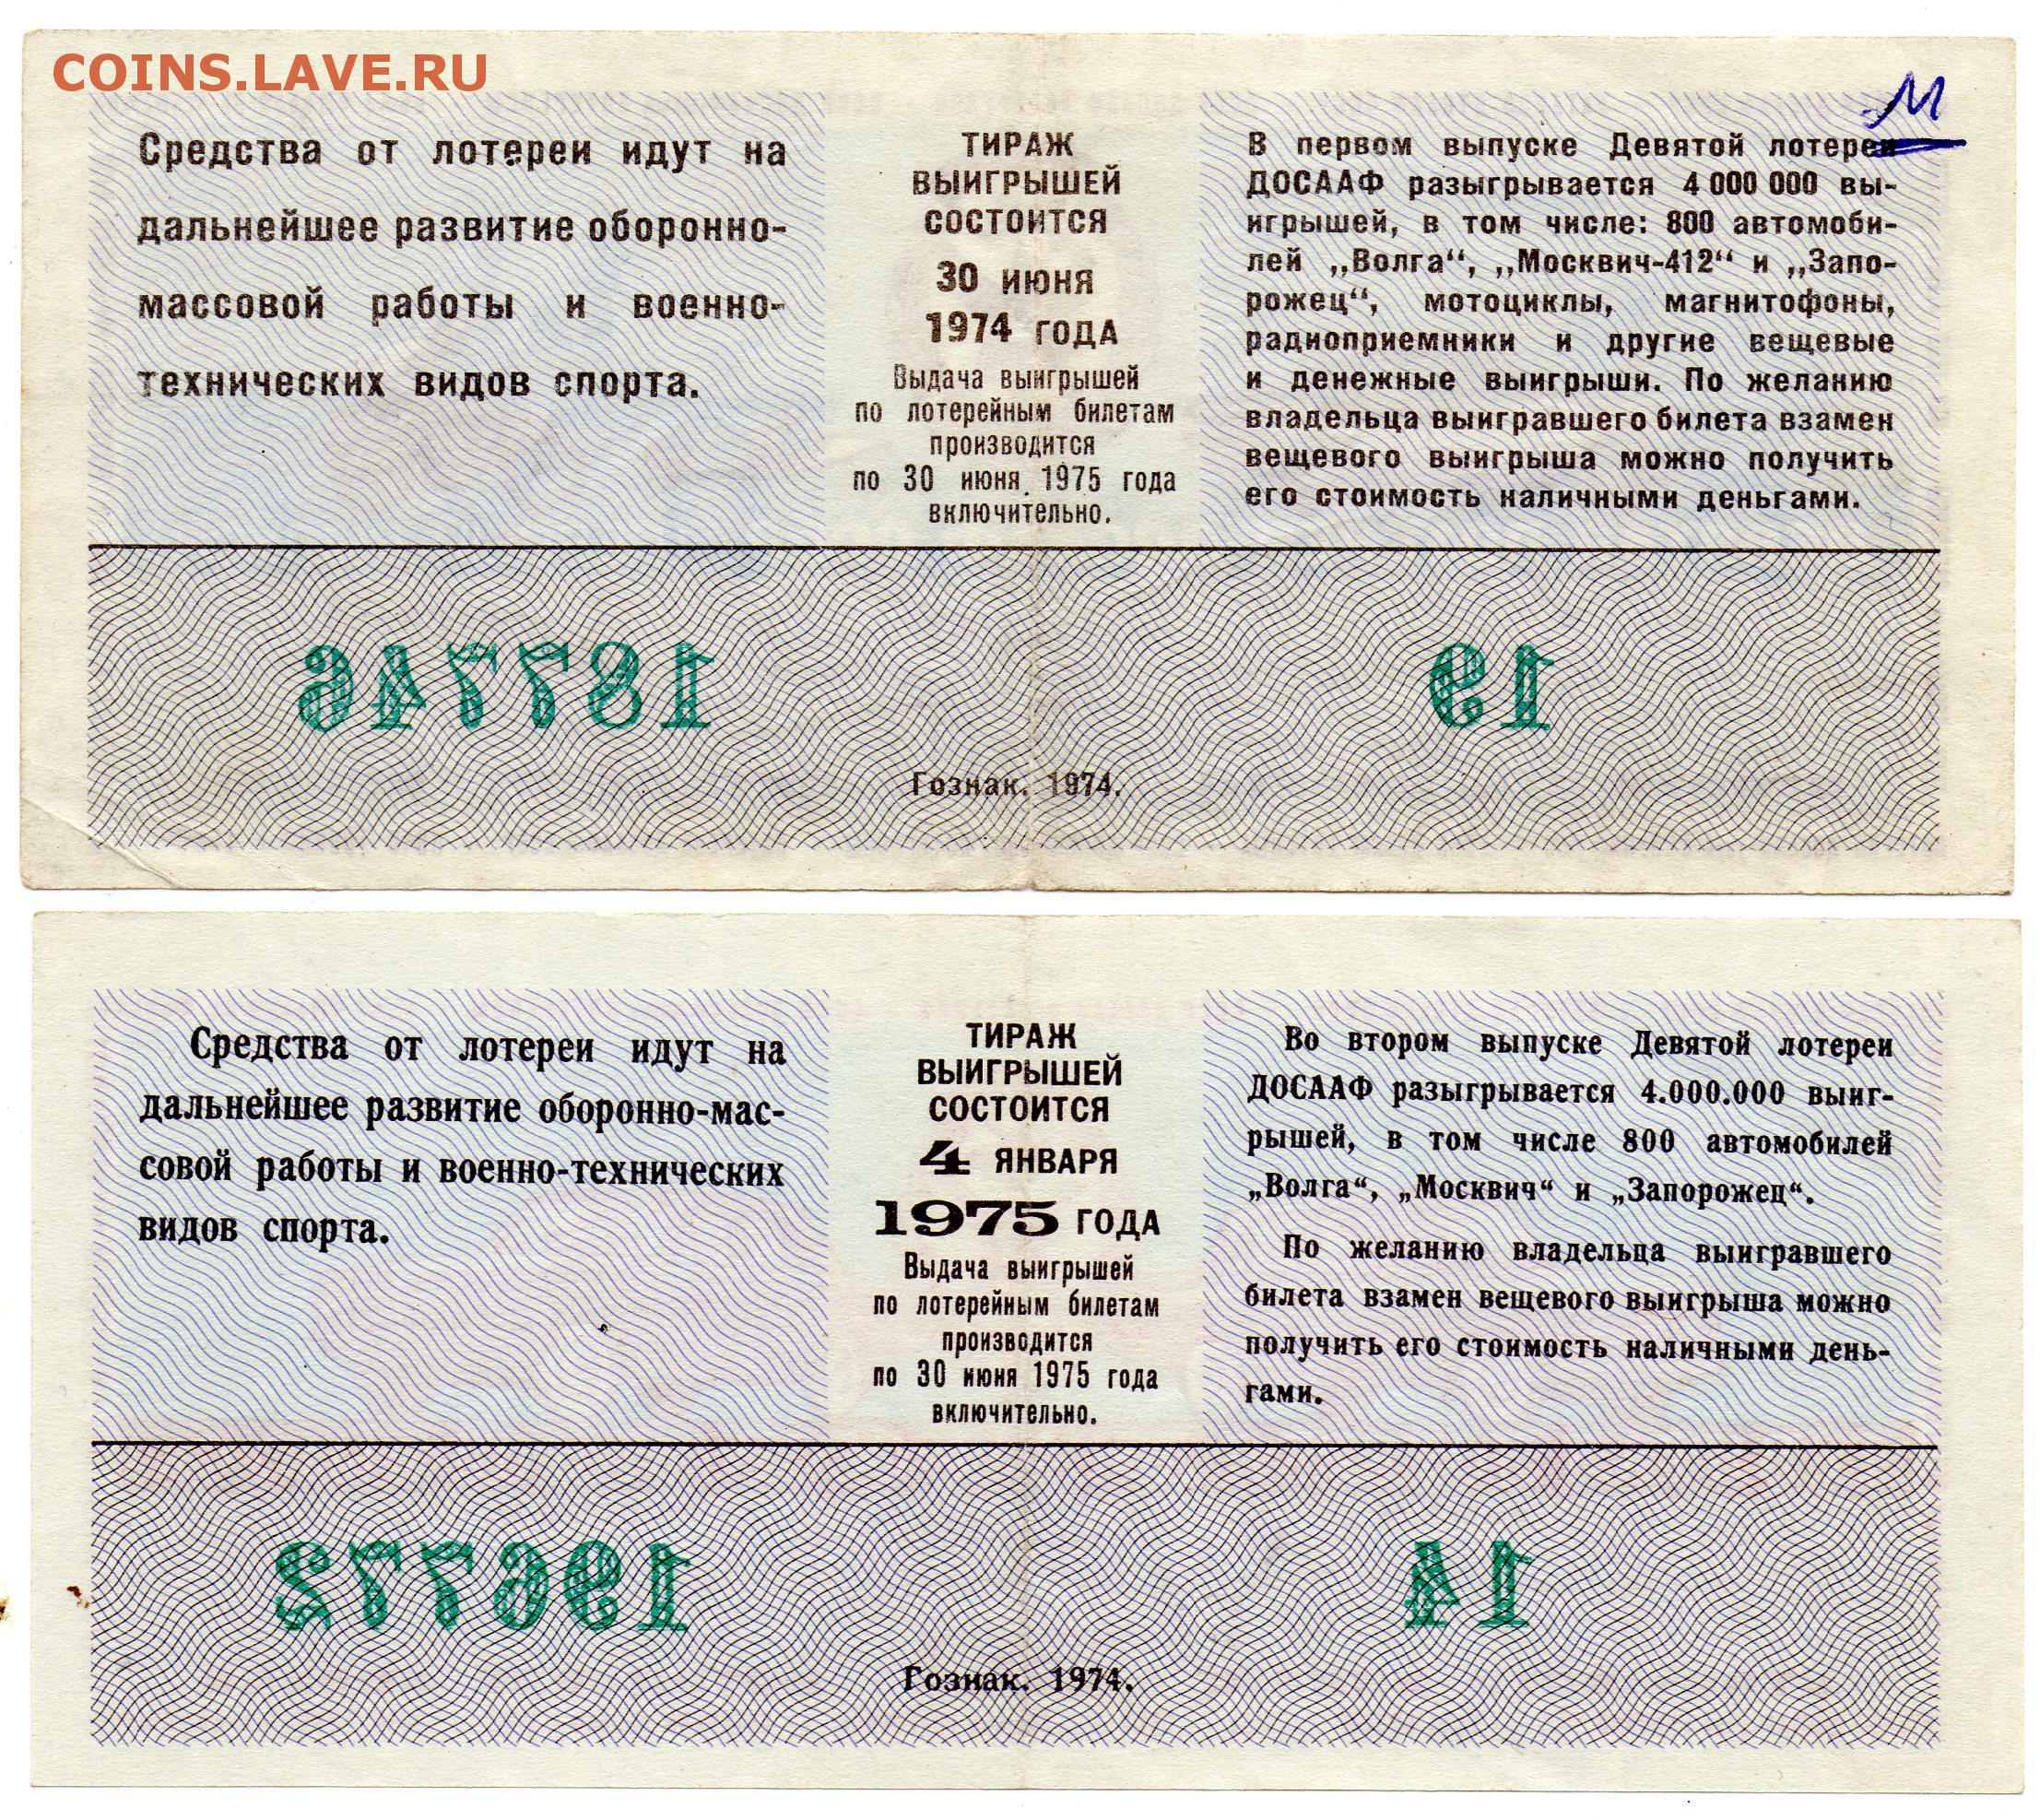 COINS.LAVE.RU
м
Средства от лотереи идут на
дальнейшее развитие оборонно-
массовой работы и военно-
технических видов спорта.
ТИРАЖ
ВЫИГРЫШЕЙ
СОСТОИТСЯ
30 ИЮНЯ
1974 ГОДА
Выдача выигрышей
по лотерейным билетам
производится
по 30 июня 1975 года
включительно.
В первом выпуске Девятой лотереи
ДОСААФ разыгрывается 4 000 000 вы-
игрышей, в том числе: 800 автомоби-
лей „Волга“, „Москвич-412“ и „Запо-
рожец“, мотоциклы, магнитофоны,
радиоприемники и другие вещевые
и денежные выигрыши. По желанию
владельца выигравшего билета взамен
вещевого выигрыша можно получить
его стоимость наличными деньгами.
187746
19
Гознак. 1974.
Средства от лотереи идут на
дальнейшее развитие оборонно-мас-
совой работы и военно-технических
видов спорта.
ТИРАЖ
ВЫИГРЫШЕЙ
СОСТОИТСЯ
4 ЯНВАРЯ
1975 ГОДА
Выдача выигрышей
по лотерейным билетам
производится
по 30 июня 1975 года
включительно.
Во втором выпуске Девятой лотереи
ДОСААФ разыгрывается 4.000.000 выиг-
рышей, в том числе 800 автомобилей
„Волга“, „Москвич“ и „Запорожец“.
По желанию владельца выигравшего
билета взамен вещевого выигрыша можно
получить его стоимость наличными день-
гами.
196772
14
Гознак. 1974.